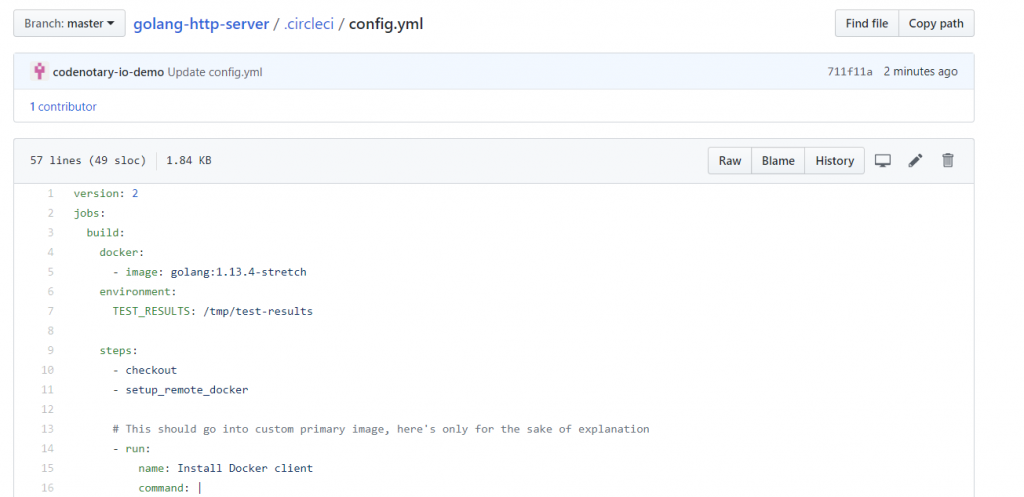 Branch: master golang-http-server / .circleci / config.yml Find file Copy path
codenotary-io-demo Update config.yml 711f11a 2 minutes ago
1 contributor
57 lines (49 sloc) 1.84 KB Raw Blame History
1 version: 2
2 jobs:
3 build:
4 docker:
5 - image: golang:1.13.4-stretch
6 environment:
7 TEST_RESULTS: /tmp/test-results
8
9 steps:
10 - checkout
11 - setup_remote_docker
12
13 # This should go into custom primary image, here's only for the sake of explanation
14 - run:
15 name: Install Docker client
16 command: |